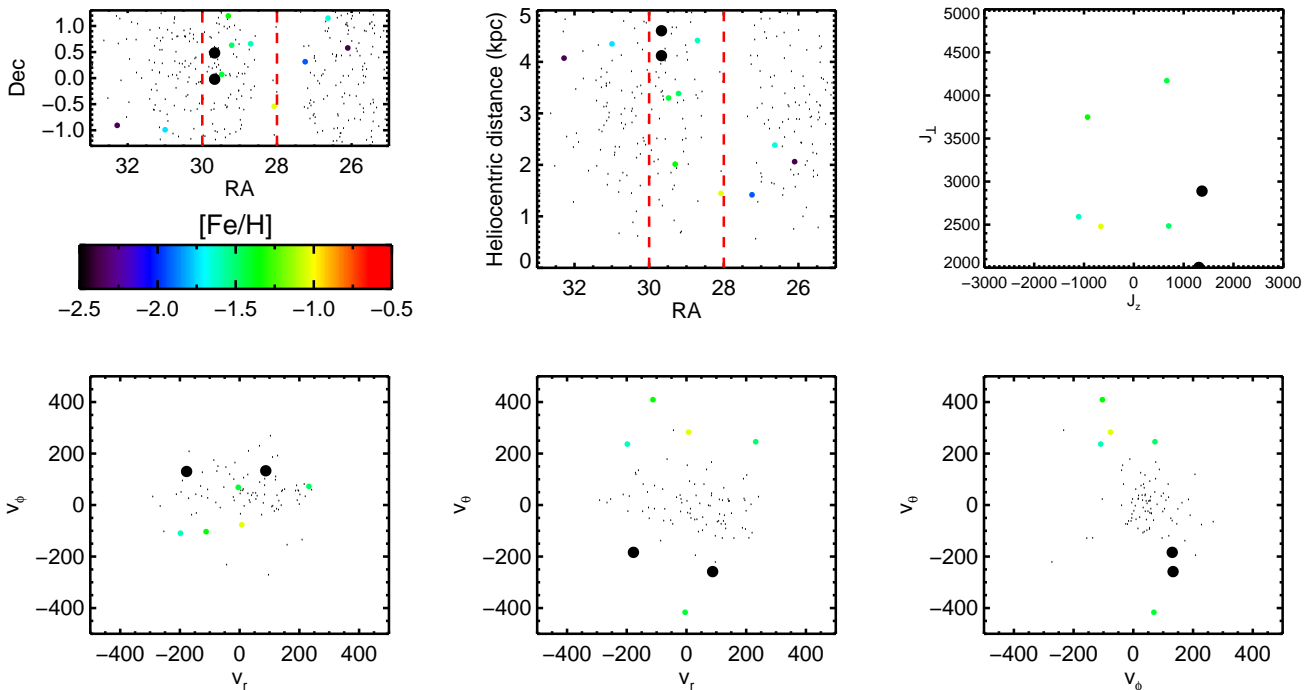 1.0
0.5
0.0
−0.5
−1.0
Dec
32 30 28 26
RA
[Fe/H]
−2.5 −2.0 −1.5 −1.0 −0.5
5
4
3
2
1
0
Heliocentric distance (kpc)
32 30 28 26
RA
5000
4500
4000
3500
3000
2500
2000
J⊥
−3000 −2000 −1000 0 1000 2000 3000
Jz
400
200
0
−200
−400
vϕ
−400 −200 0 200 400
vr
400
200
0
−200
−400
vθ
−400 −200 0 200 400
vr
400
200
0
−200
−400
vθ
−400 −200 0 200 400
vϕ